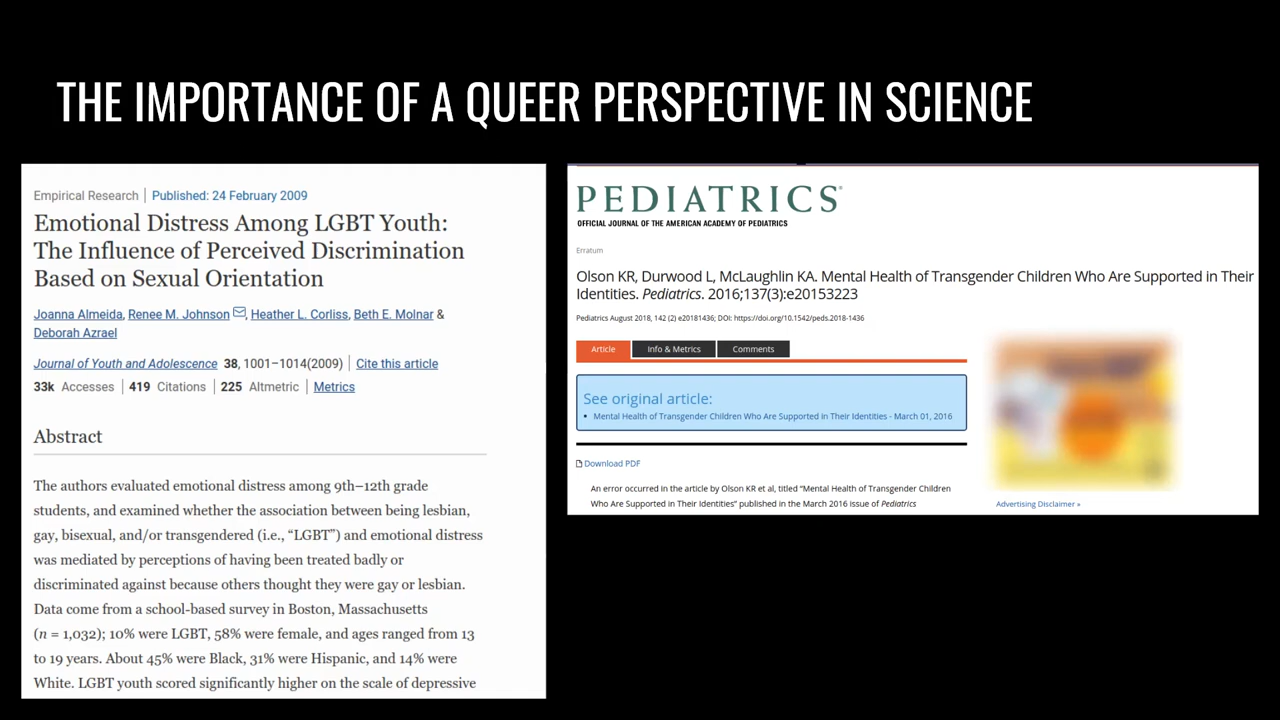 THE IMPORTANCE OF A QUEER PERSPECTIVE IN SCIENCE
Empirical Research | Published: 24 February 2009
Emotional Distress Among LGBT Youth:
The Influence of Perceived Discrimination
Based on Sexual Orientation
Joanna Almeida, Renee M. Johnson, Heather L. Corliss, Beth E. Molnar &
Deborah Azrael
Journal of Youth and Adolescence 38, 1001–1014(2009) | Cite this article
33k Accesses | 419 Citations | 225 Altmetric | Metrics
Abstract
The authors evaluated emotional distress among 9th–12th grade
students, and examined whether the association between being lesbian,
gay, bisexual, and/or transgendered (i.e., “LGBT”) and emotional distress
was mediated by perceptions of having been treated badly or
discriminated against because others thought they were gay or lesbian.
Data come from a school-based survey in Boston, Massachusetts
(n = 1,032); 10% were LGBT, 58% were female, and ages ranged from 13
to 19 years. About 45% were Black, 31% were Hispanic, and 14% were
White. LGBT youth scored significantly higher on the scale of depressive
PEDIATRICS®
OFFICIAL JOURNAL OF THE AMERICAN ACADEMY OF PEDIATRICS
Erratum
Olson KR, Durwood L, McLaughlin KA. Mental Health of Transgender Children Who Are Supported in Their
Identities. Pediatrics. 2016;137(3):e20153223
Pediatrics August 2018, 142 (2) e20181436; DOI: https://doi.org/10.1542/peds.2018-1436
Article Info & Metrics Comments
See original article:
• Mental Health of Transgender Children Who Are Supported in Their Identities - March 01, 2016
Download PDF
An error occurred in the article by Olson KR et al, titled “Mental Health of Transgender Children
Who Are Supported in Their Identities” published in the March 2016 issue of Pediatrics
Advertising Disclaimer »